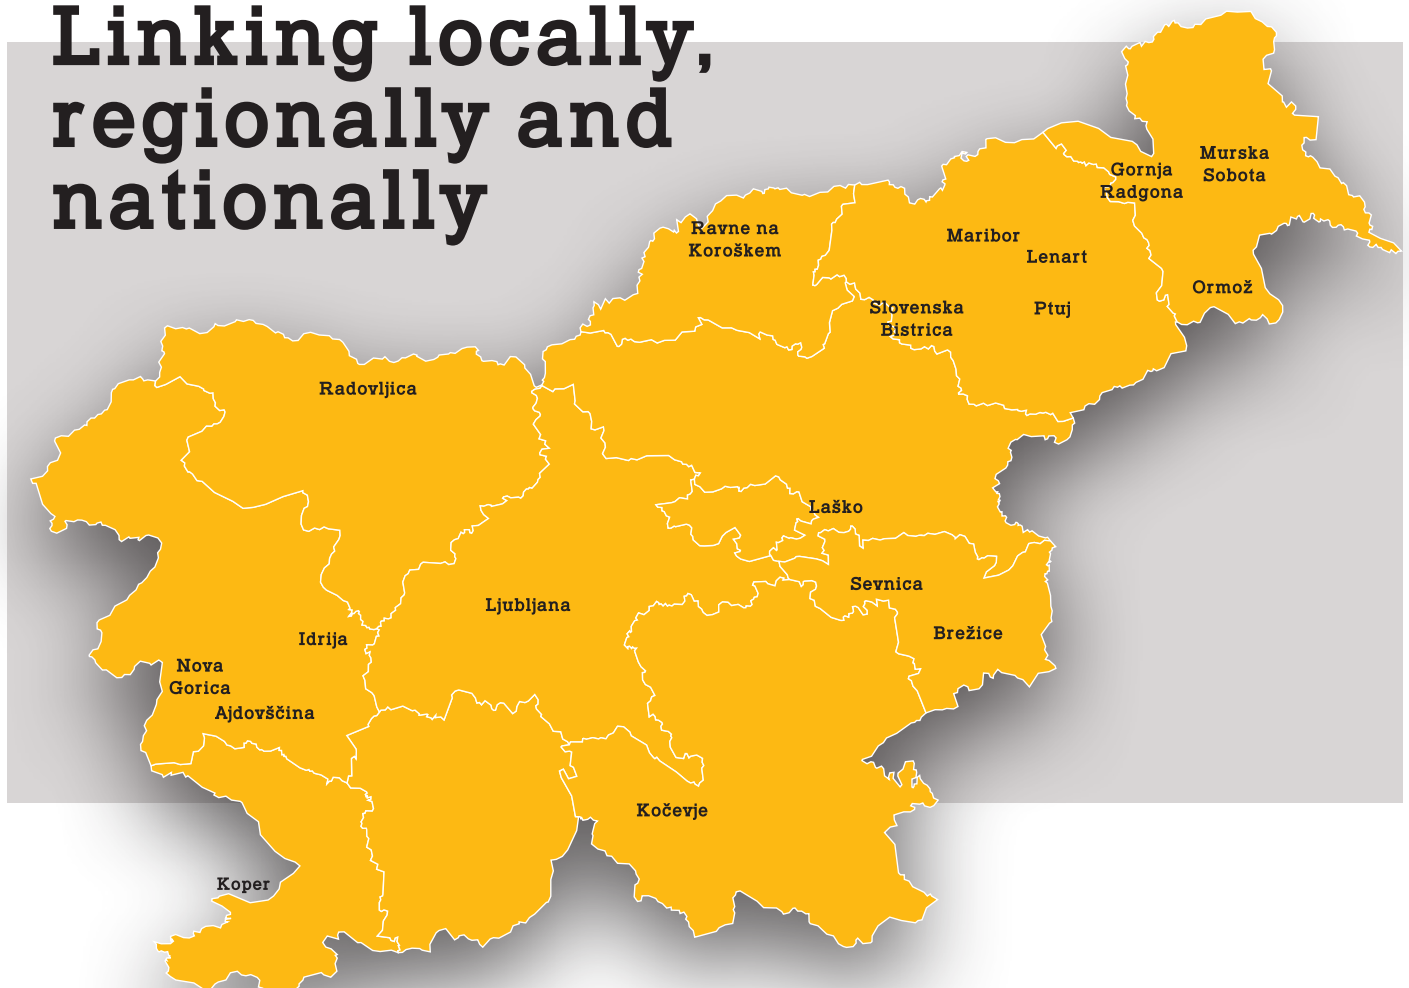 Linking locally,
regionally and
nationally
Murska
Sobota
Gornja
Radgona
Ravne na
Koroškem
Maribor
Lenart
Ormož
Slovenska
Bistrica
Ptuj
Radovljica
Laško
Sevnica
Ljubljana
Brežice
Idrija
Nova
Gorica
Ajdovščina
Kočevje
Koper